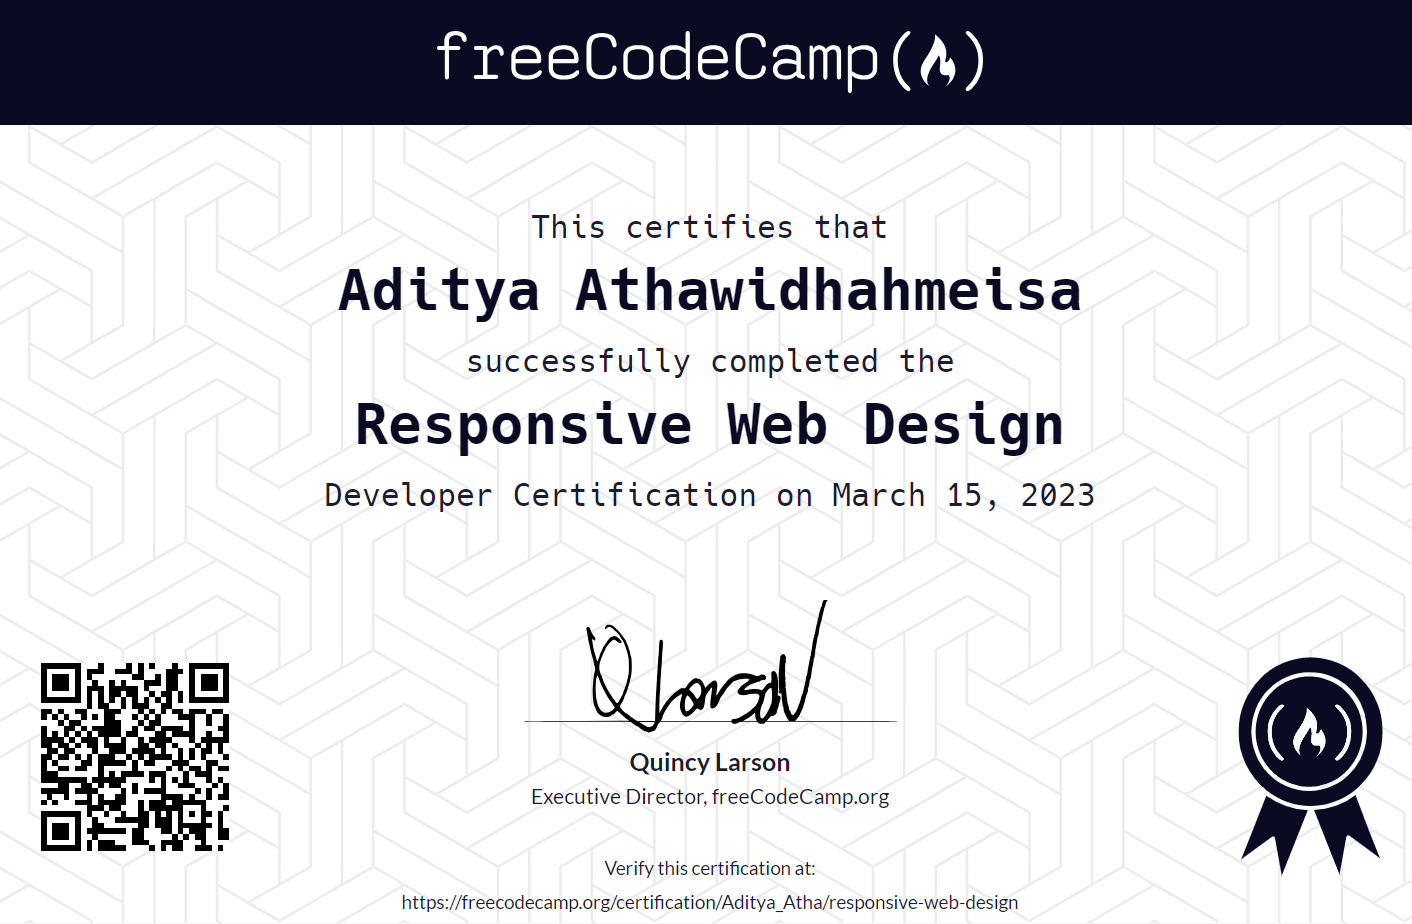 freeCodeCamp
This certifies that
Aditya Athawidhahmeisa
successfully completed the
Responsive Web Design
Developer Certification on March 15, 2023
Quincy Larson
Executive Director, freeCodeCamp.org
Verify this certification at:
https://freecodecamp.org/certification/Aditya_Atha/responsive-web-design